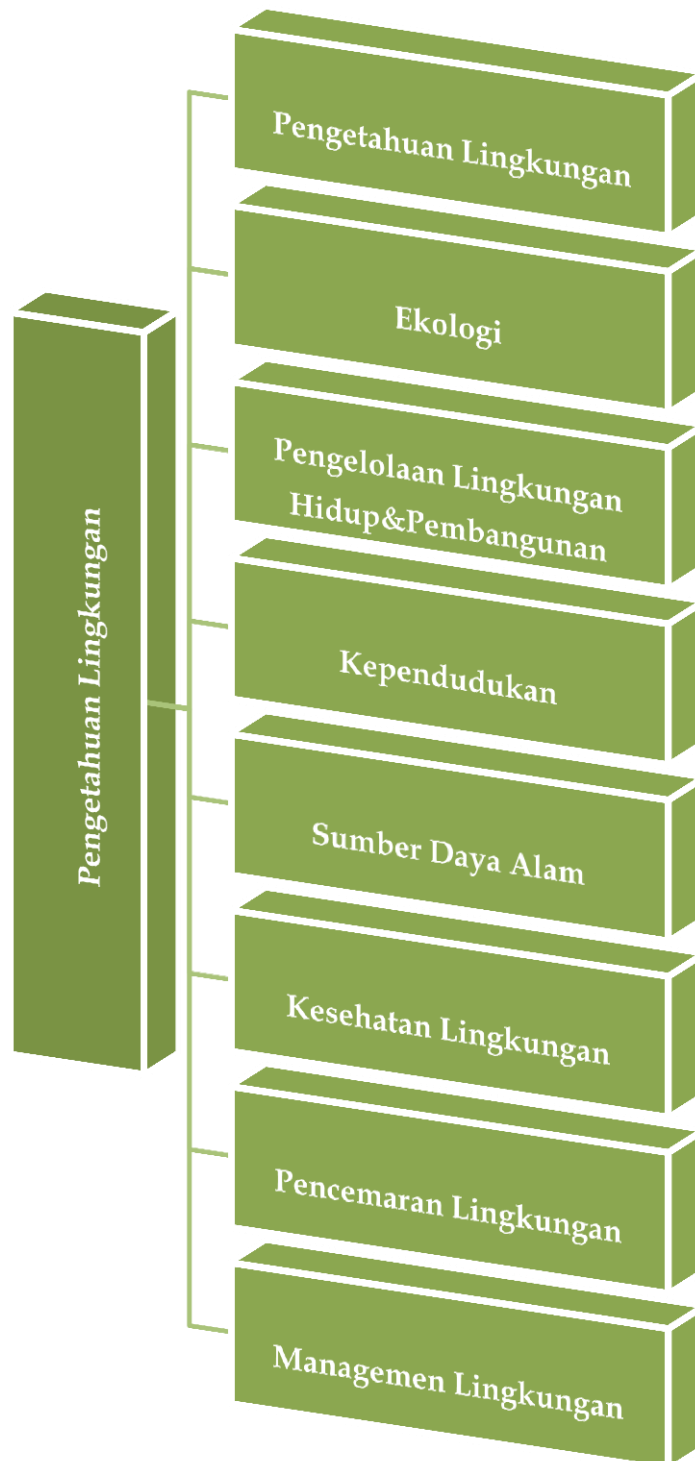 Pengetahuan Lingkungan
Pengetahuan Lingkungan
Ekologi
Pengelolaan Lingkungan
Hidup&Pembangunan
Kependudukan
Sumber Daya Alam
Kesehatan Lingkungan
Pencemaran Lingkungan
Managemen Lingkungan